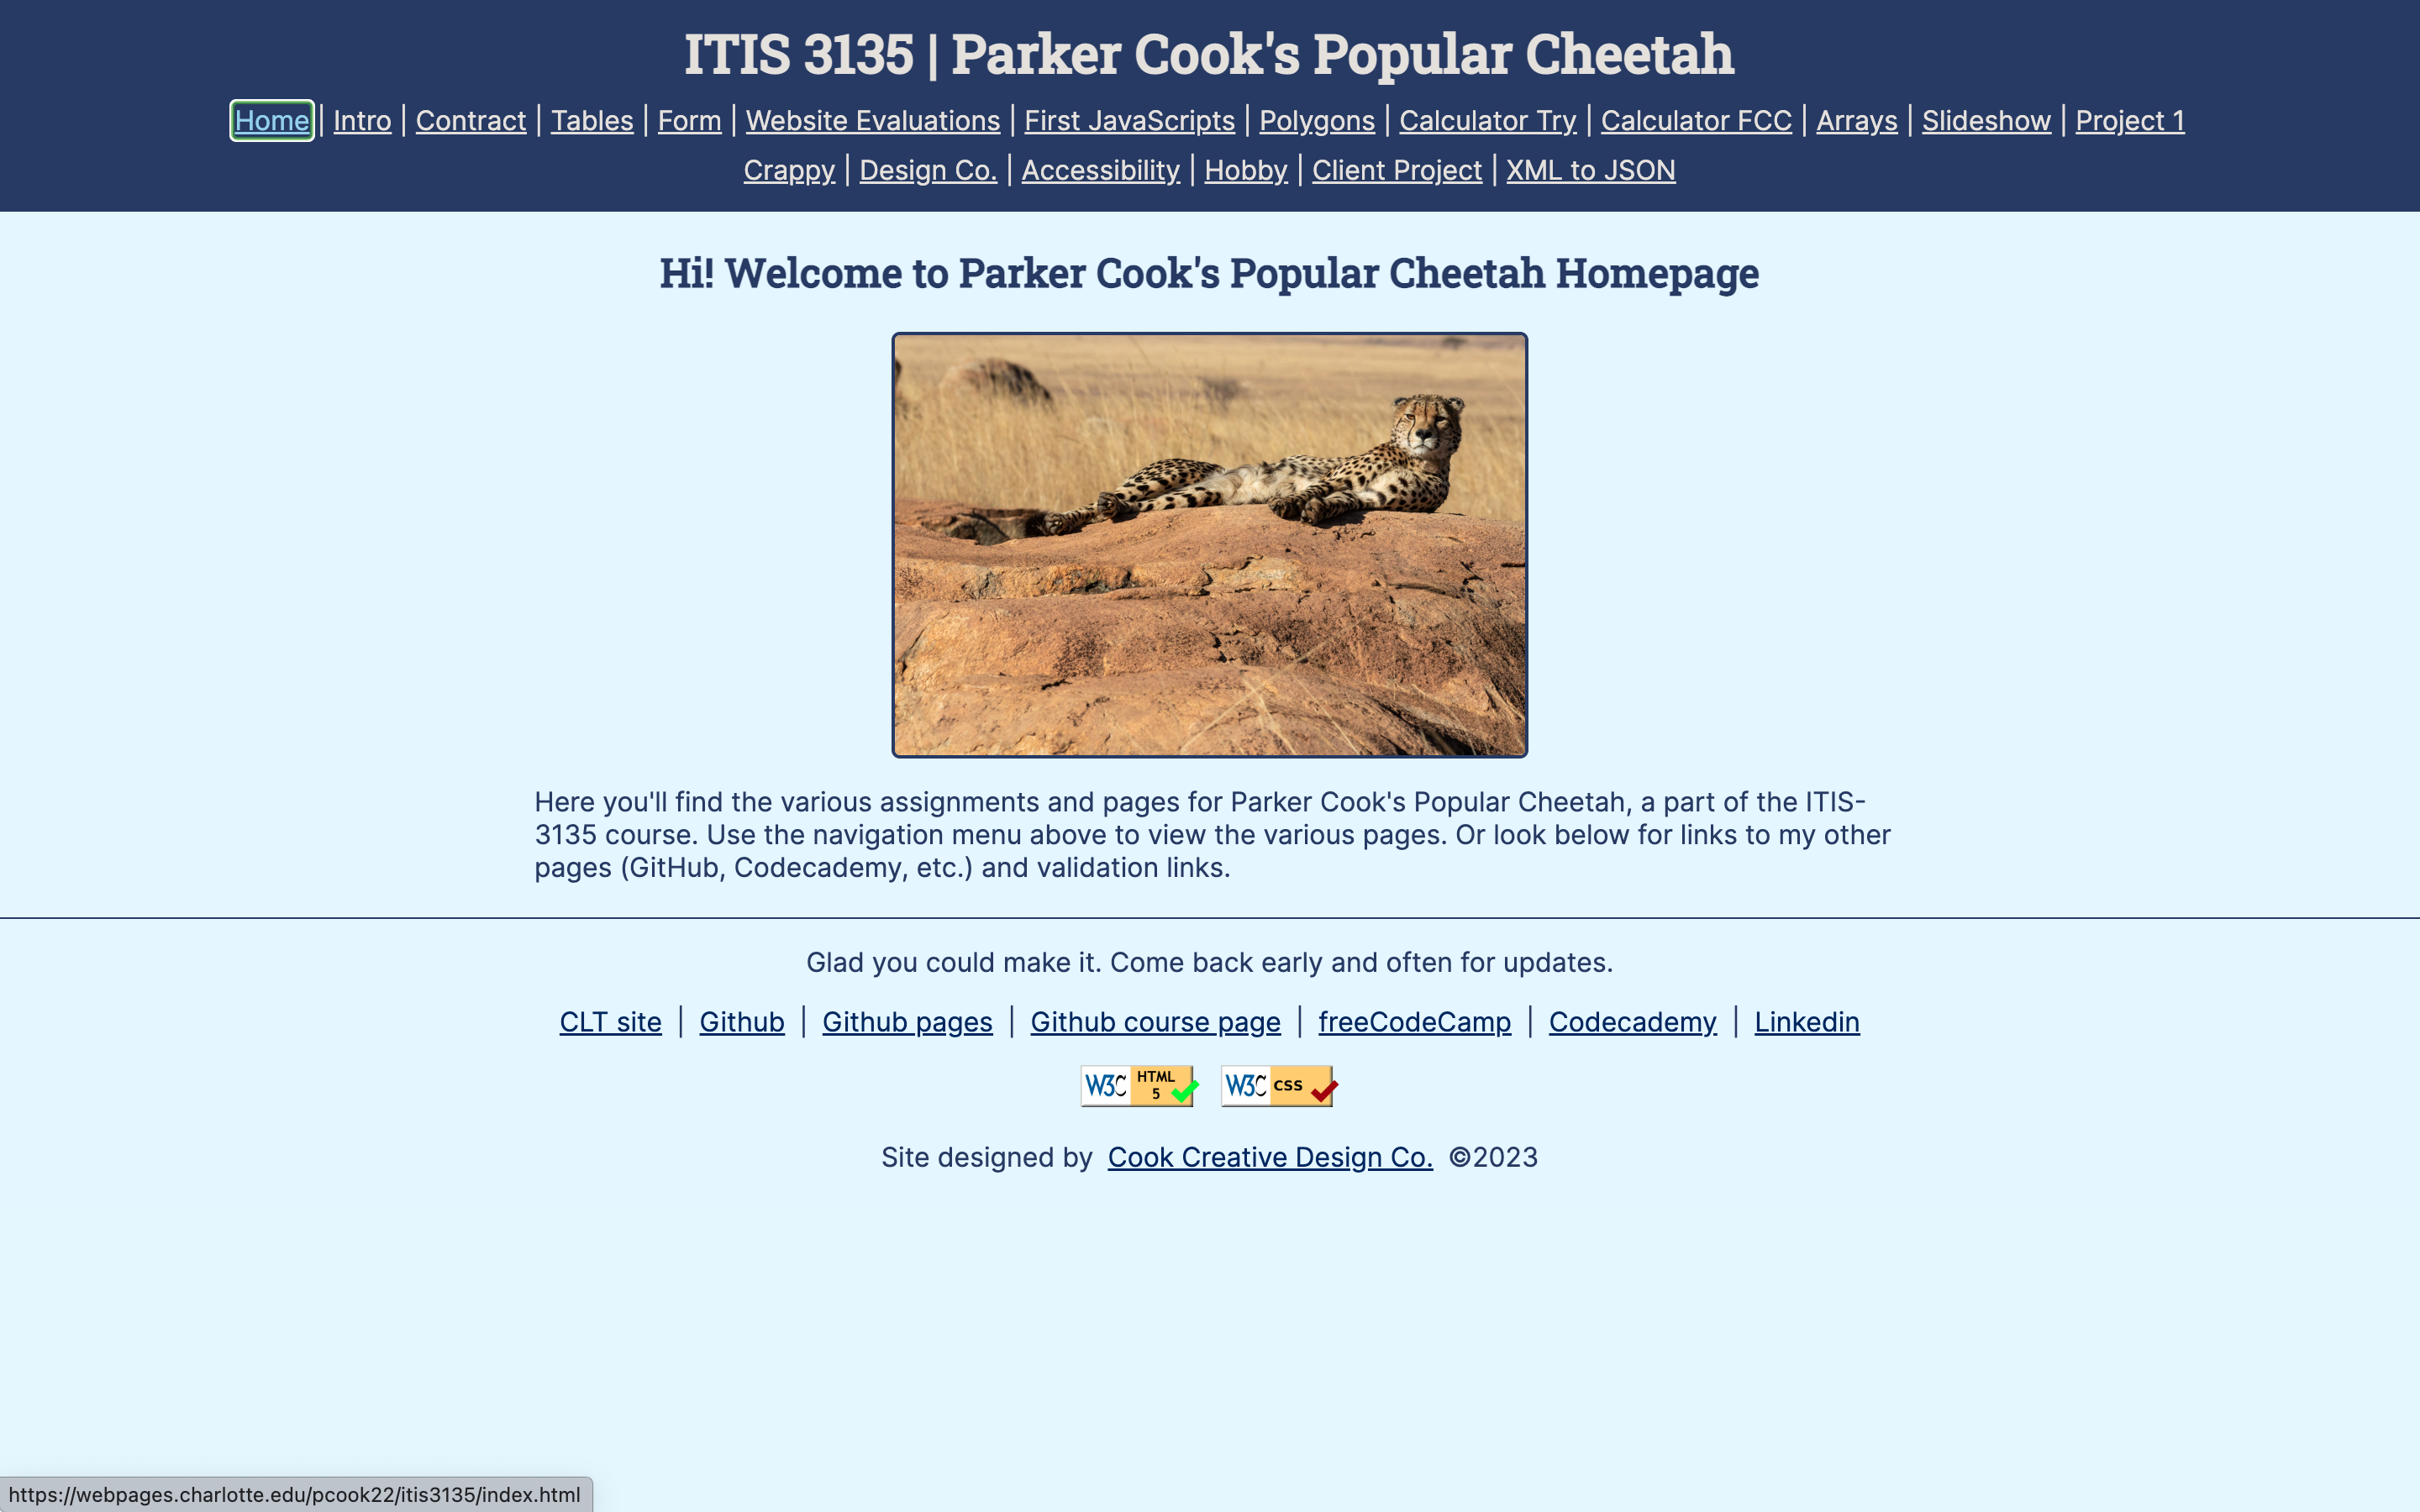 ITIS 3135 | Parker Cook's Popular Cheetah
Home | Intro | Contract | Tables | Form | Website Evaluations | First JavaScripts | Polygons | Calculator Try | Calculator FCC | Arrays | Slideshow | Project 1
Crappy | Design Co. | Accessibility | Hobby | Client Project | XML to JSON
Hi! Welcome to Parker Cook's Popular Cheetah Homepage
Here you'll find the various assignments and pages for Parker Cook's Popular Cheetah, a part of the ITIS-
3135 course. Use the navigation menu above to view the various pages. Or look below for links to my other
pages (GitHub, Codecademy, etc.) and validation links.
Glad you could make it. Come back early and often for updates.
CLT site | Github | Github pages | Github course page | freeCodeCamp | Codecademy | Linkedin
W3C HTML 5 W3C CSS
Site designed by Cook Creative Design Co. ©2023
https://webpages.charlotte.edu/pcook22/itis3135/index.html